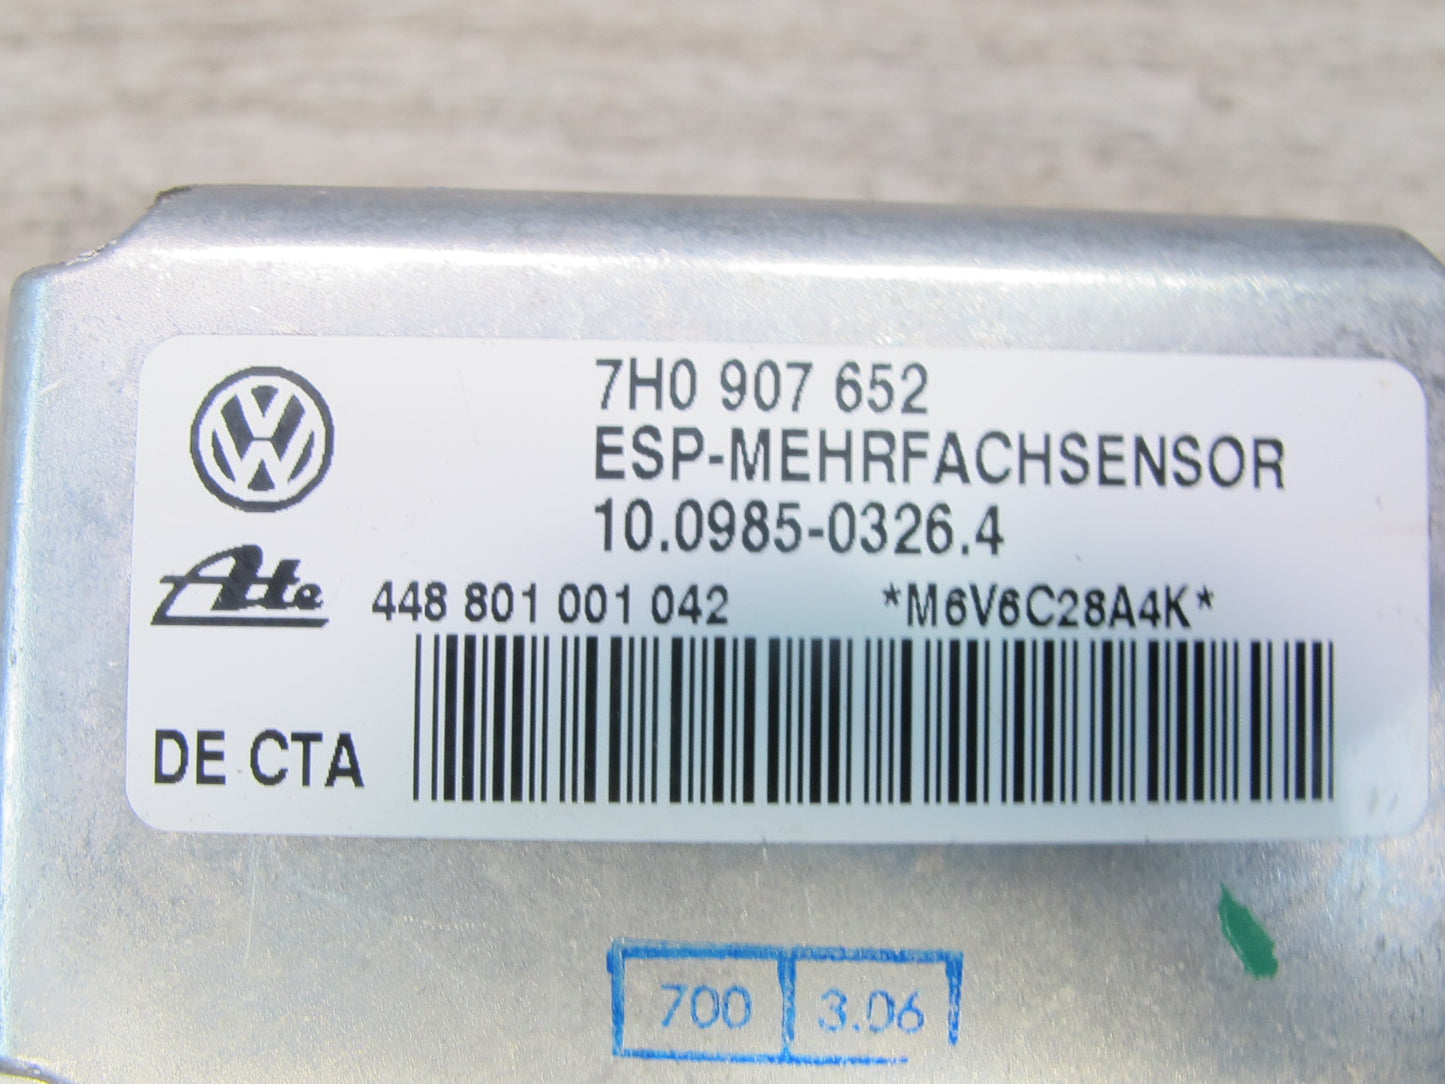 7H0 907 652
ESP-MEHRFACHSENSOR
10.0985-0326.4
Ate 448 801 001 042 *M6V6C28A4K*
DE CTA
700 3.06